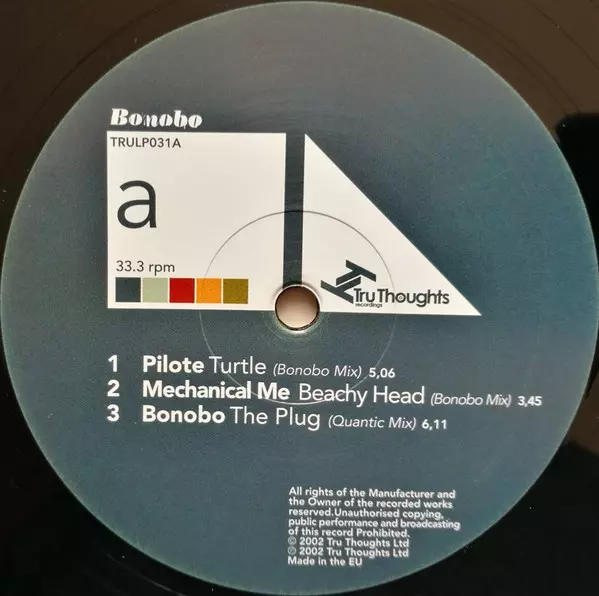 Bonobo
TRULP031A
a
33.3 rpm
Tru Thoughts
recordings
1 Pilote Turtle (Bonobo Mix) 5,06
2 Mechanical Me Beachy Head (Bonobo Mix) 3,45
3 Bonobo The Plug (Quantic Mix) 6,11
All rights of the Manufacturer and
the Owner of the recorded works
reserved.Unauthorised copying,
public performance and broadcasting
of this record Prohibited.
℗ 2002 Tru Thoughts Ltd
© 2002 Tru Thoughts Ltd
Made in the EU